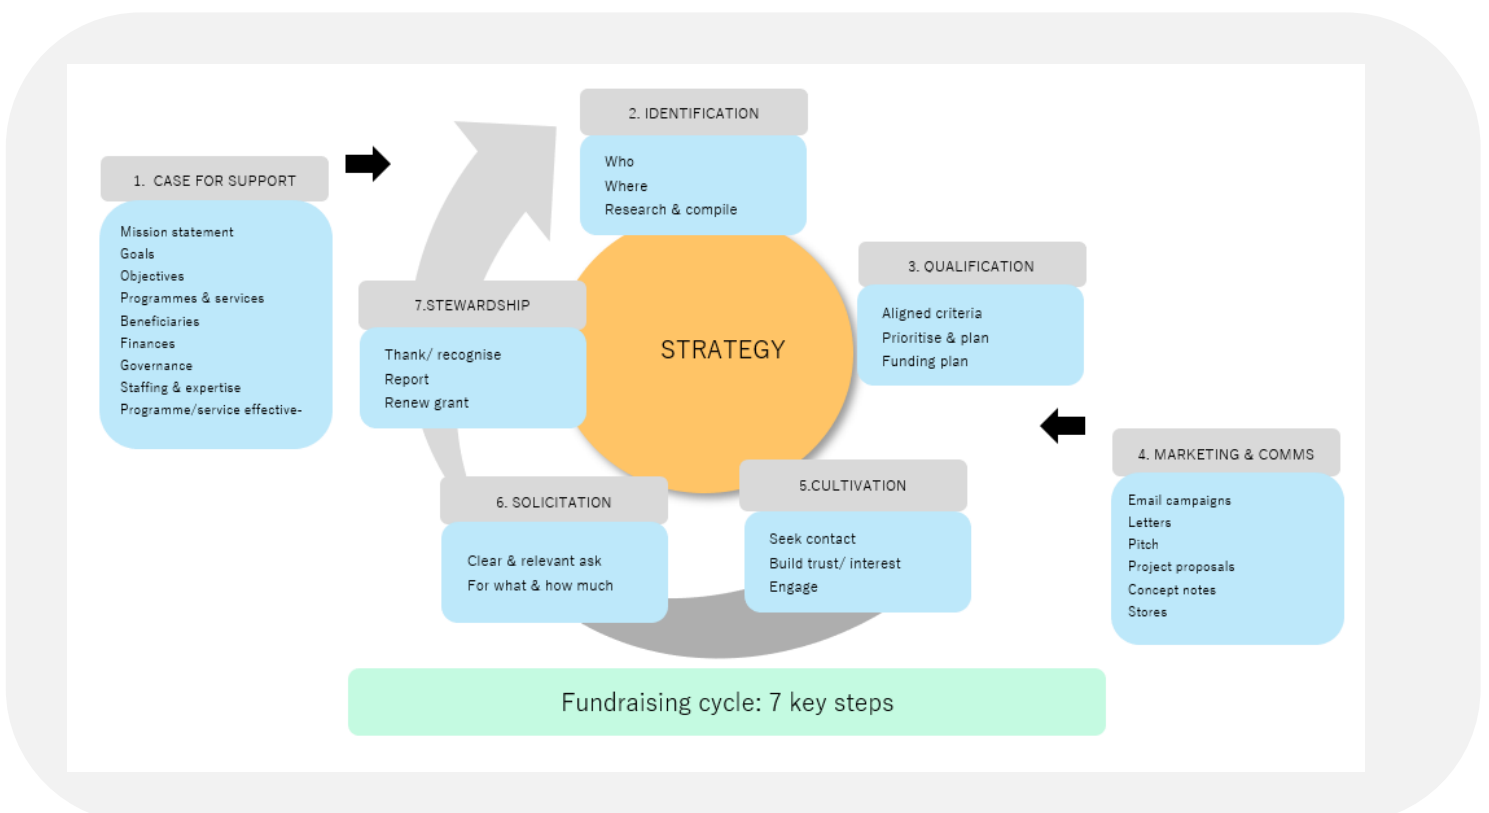 1. CASE FOR SUPPORT
Mission statement
Goals
Objectives
Programmes & services
Beneficiaries
Finances
Governance
Staffing & expertise
Programme/service effective-
2. IDENTIFICATION
Who
Where
Research & compile
3. QUALIFICATION
Aligned criteria
Prioritise & plan
Funding plan
4. MARKETING & COMMS
Email campaigns
Letters
Pitch
Project proposals
Concept notes
Stores
5.CULTIVATION
Seek contact
Build trust/ interest
Engage
6. SOLICITATION
Clear & relevant ask
For what & how much
7.STEWARDSHIP
Thank/ recognise
Report
Renew grant
STRATEGY
Fundraising cycle: 7 key steps